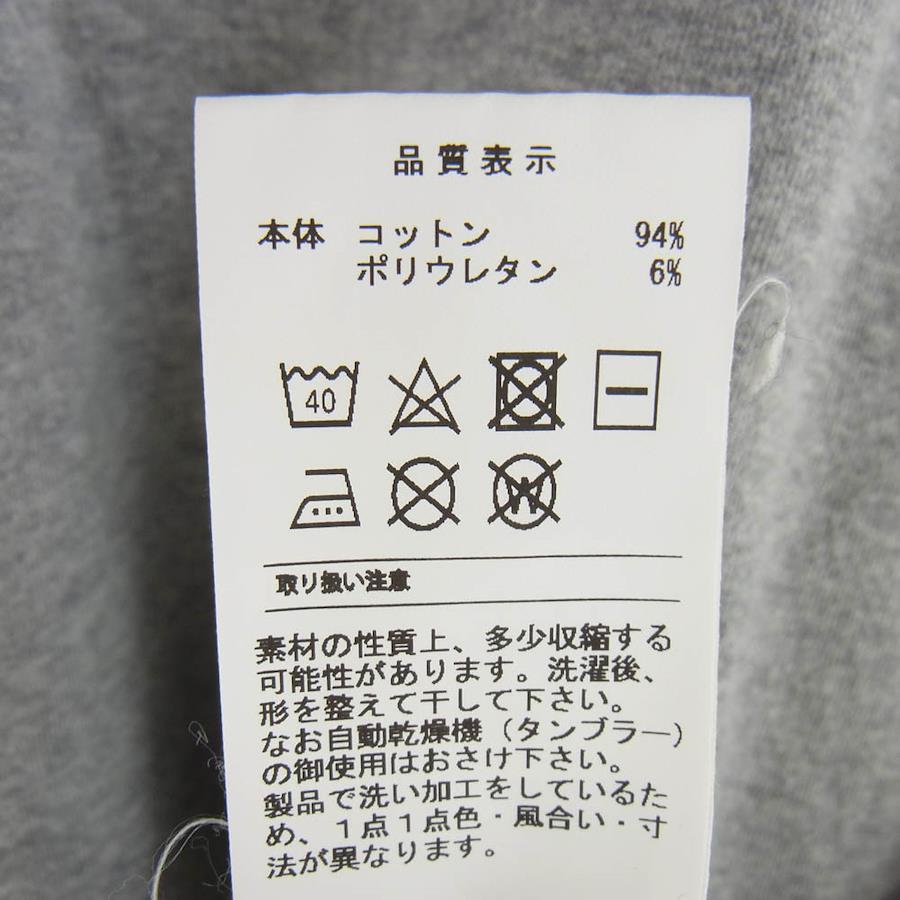 品質表示
本体 コットン 94%
ポリウレタン 6%
40
W
取り扱い注意
素材の性質上、多少収縮する
可能性があります。洗濯後、
形を整えて干して下さい。
なお自動乾燥機（タンブラー）
の御使用はおさけ下さい。
製品で洗い加工をしているた
め、１点１点色・風合い・寸
法が異なります。